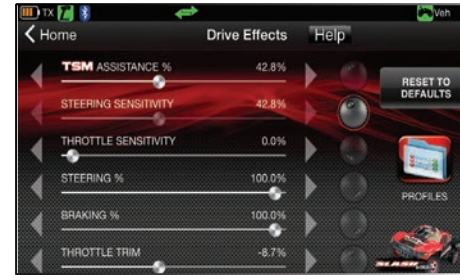 TX Veh
Home Drive Effects Help
TSM ASSISTANCE % 42.8%
RESET TO
DEFAULTS
STEERING SENSITIVITY 42.8%
THROTTLE SENSITIVITY 0.0%
STEERING % 100.0%
PROFILES
BRAKING % 100.0%
THROTTLE TRIM -8.7%
SLASH